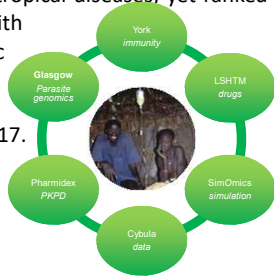 tropical diseases, yet ranked
with
c
17.
York
immunity
LSHTM
drugs
SimOmics
simulation
Cybula
data
Pharmidex
PKPD
Glasgow
Parasite
genomics